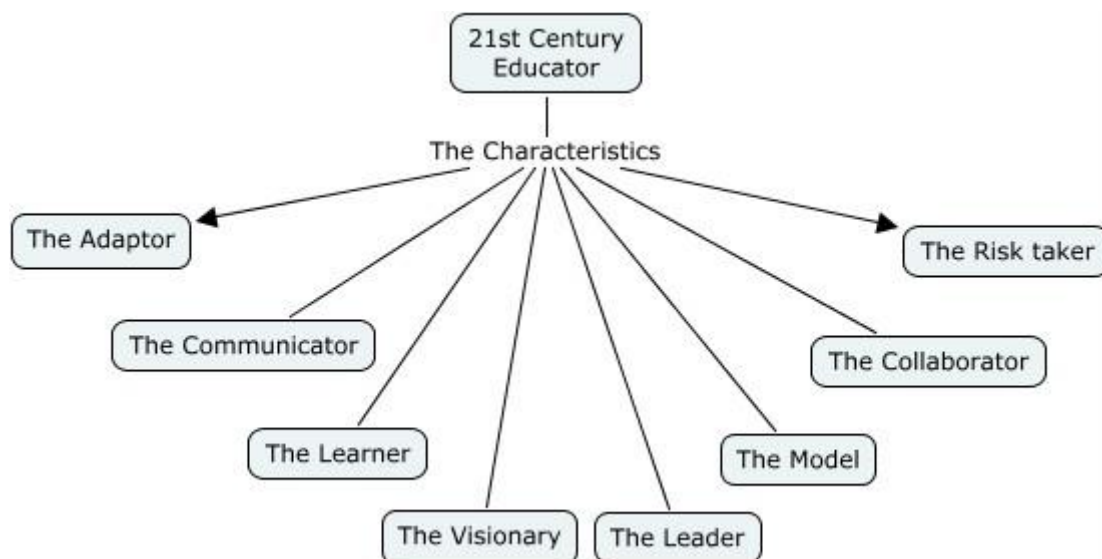 21st Century
Educator
The Characteristics
The Adaptor
The Risk taker
The Communicator
The Collaborator
The Learner
The Model
The Visionary
The Leader